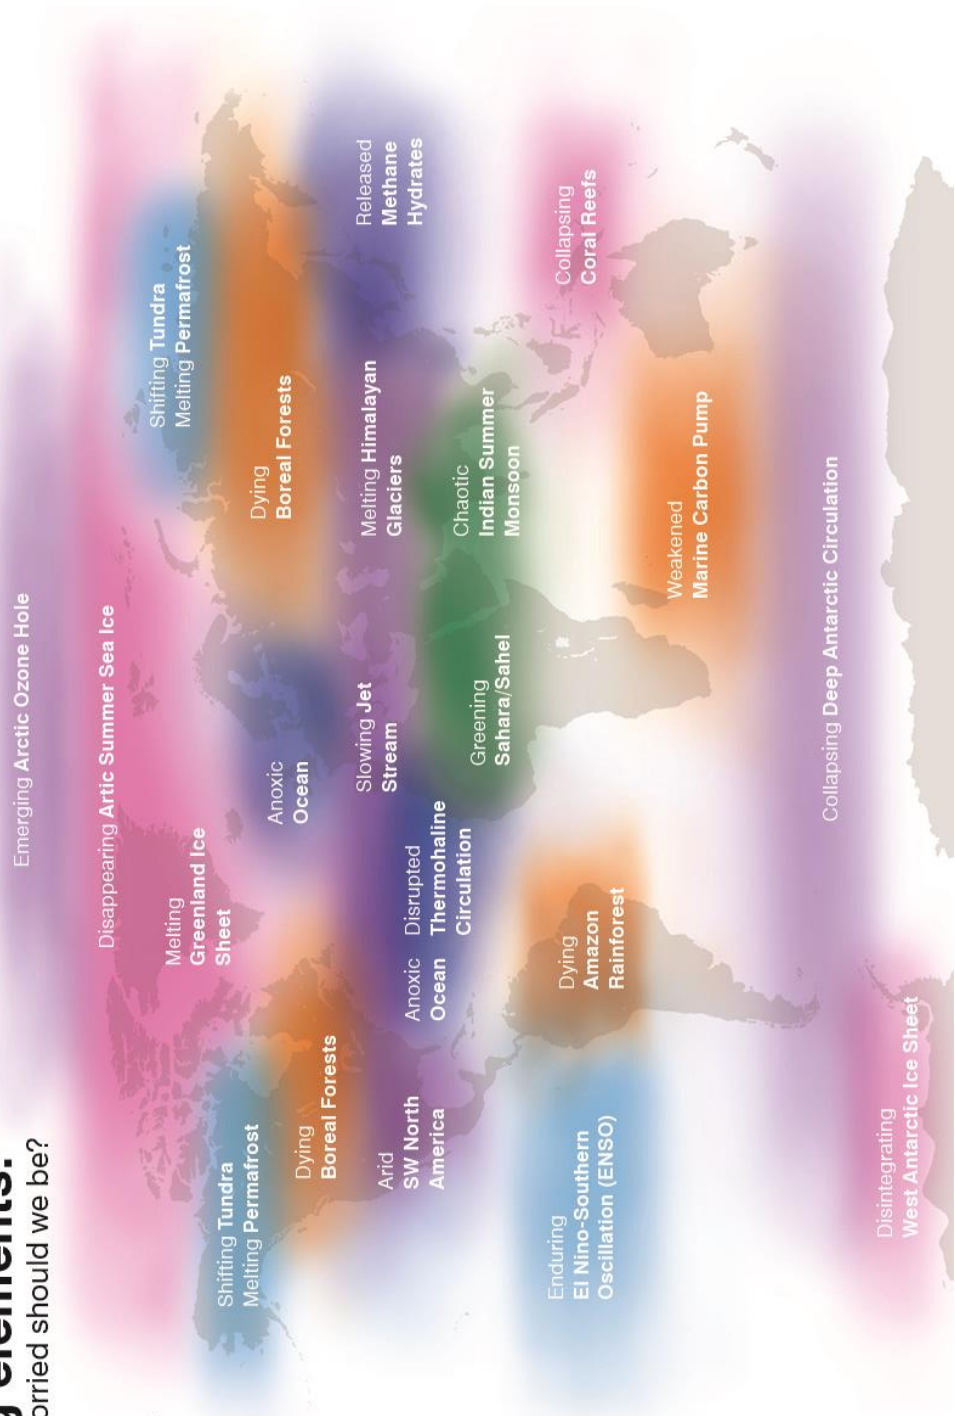 elements.
orried should we be?
Emerging Arctic Ozone Hole
Disappearing Artic Summer Sea Ice
Shifting Tundra
Melting Permafrost
Melting
Greenland Ice
Sheet
Shifting Tundra
Melting Permafrost
Dying
Boreal Forests
Anoxic
Ocean
Dying
Boreal Forests
Arid
SW North
America
Anoxic
Ocean
Disrupted
Thermohaline
Circulation
Slowing Jet
Stream
Melting Himalayan
Glaciers
Released
Methane
Hydrates
Greening
Sahara/Sahel
Chaotic
Indian Summer
Monsoon
Enduring
El Nino-Southern
Oscillation (ENSO)
Dying
Amazon
Rainforest
Collapsing
Coral Reefs
Weakened
Marine Carbon Pump
Collapsing Deep Antarctic Circulation
Disintegrating
West Antarctic Ice Sheet